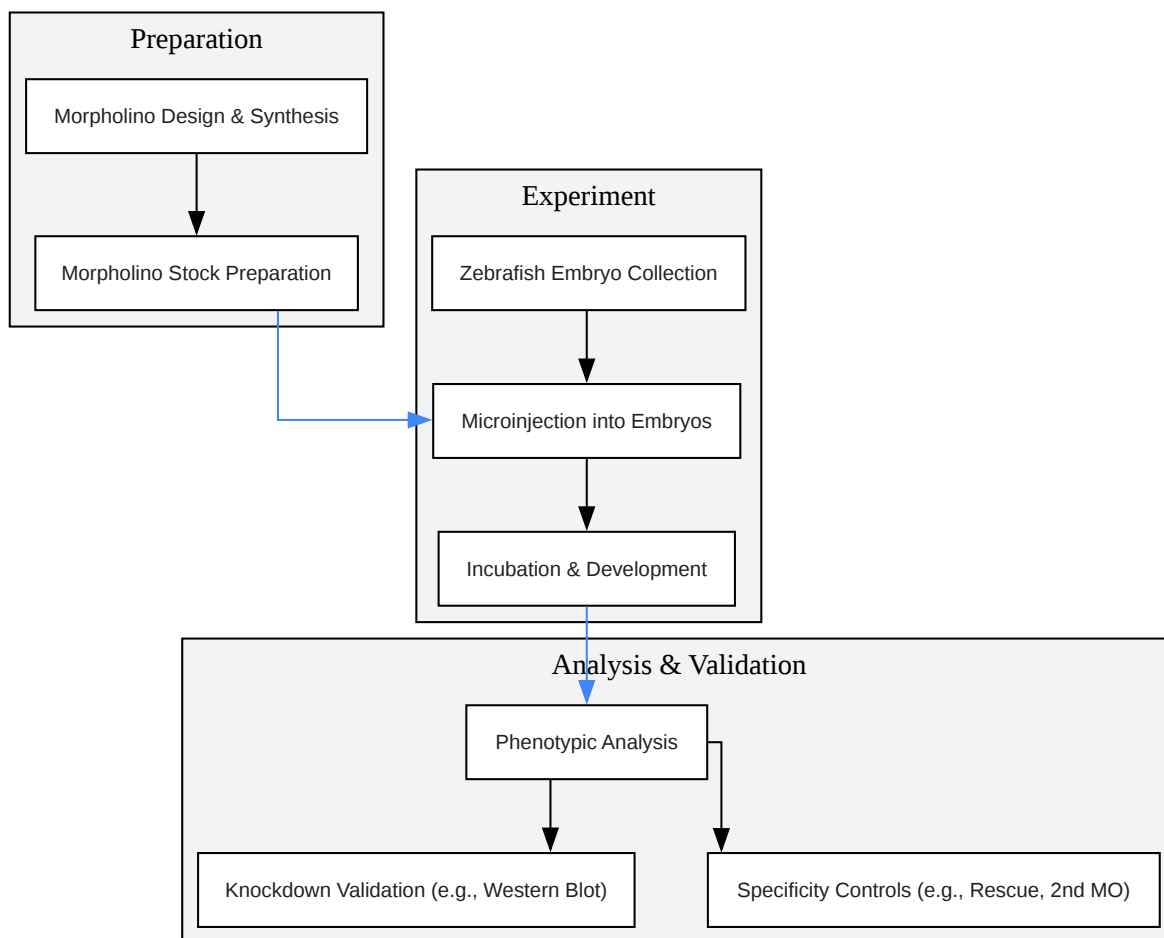 Preparation
Morpholino Design & Synthesis
Morpholino Stock Preparation
Experiment
Zebrafish Embryo Collection
Microinjection into Embryos
Incubation & Development
Analysis & Validation
Phenotypic Analysis
Knockdown Validation (e.g., Western Blot)
Specificity Controls (e.g., Rescue, 2nd MO)